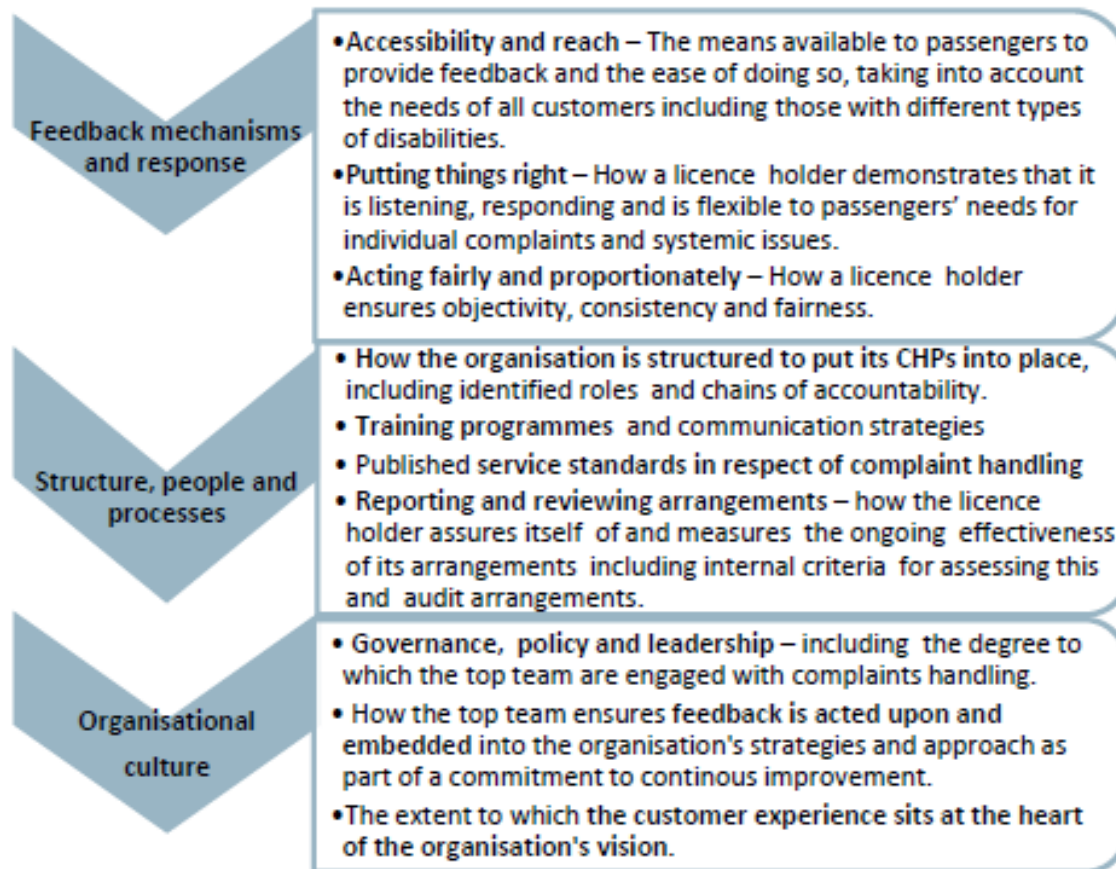 Feedback mechanisms
and response
•Accessibility and reach – The means available to passengers to
provide feedback and the ease of doing so, taking into account
the needs of all customers including those with different types
of disabilities.
•Putting things right – How a licence holder demonstrates that it
is listening, responding and is flexible to passengers’ needs for
individual complaints and systemic issues.
•Acting fairly and proportionately – How a licence holder
ensures objectivity, consistency and fairness.
Structure, people and
processes
• How the organisation is structured to put its CHPs into place,
including identified roles and chains of accountability.
• Training programmes and communication strategies
• Published service standards in respect of complaint handling
• Reporting and reviewing arrangements – how the licence
holder assures itself of and measures the ongoing effectiveness
of its arrangements including internal criteria for assessing this
and audit arrangements.
Organisational
culture
• Governance, policy and leadership – including the degree to
which the top team are engaged with complaints handling.
• How the top team ensures feedback is acted upon and
embedded into the organisation's strategies and approach as
part of a commitment to continous improvement.
•The extent to which the customer experience sits at the heart
of the organisation's vision.